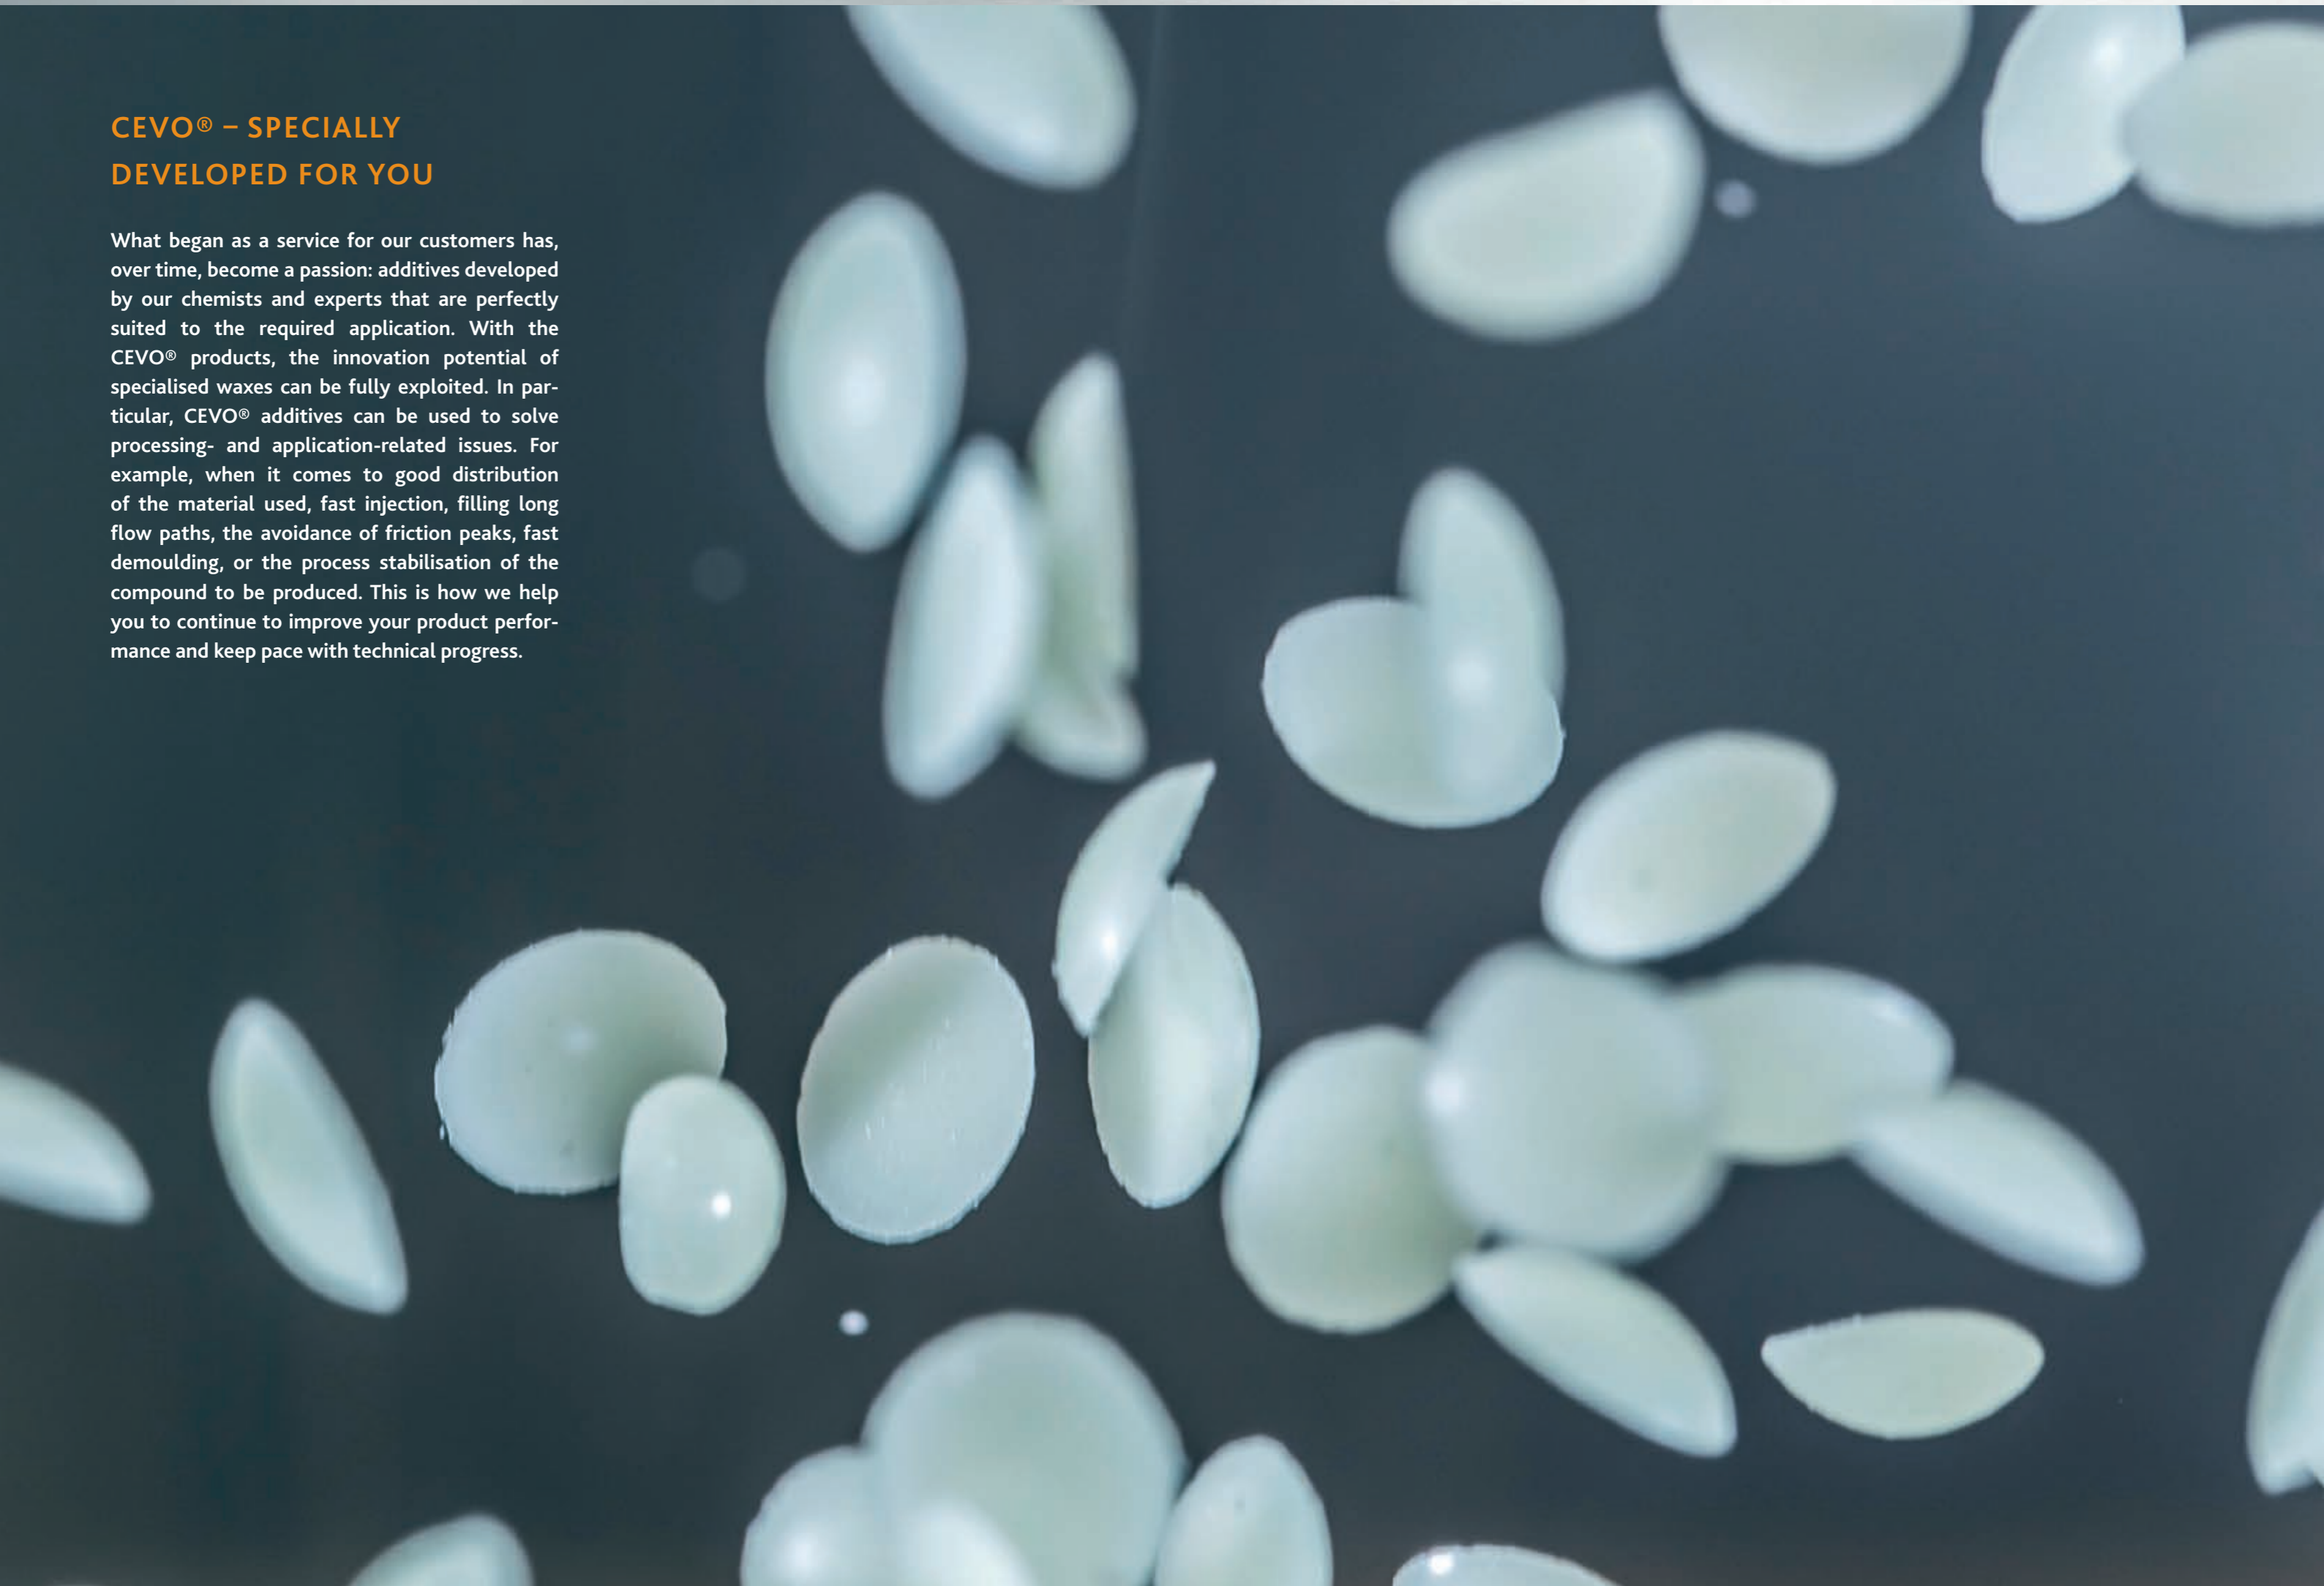 CEVO® – SPECIALLY
DEVELOPED FOR YOU
What began as a service for our customers has,
over time, become a passion: additives developed
by our chemists and experts that are perfectly
suited to the required application. With the
CEVO® products, the innovation potential of
specialised waxes can be fully exploited. In par-
ticular, CEVO® additives can be used to solve
processing- and application-related issues. For
example, when it comes to good distribution
of the material used, fast injection, filling long
flow paths, the avoidance of friction peaks, fast
demoulding, or the process stabilisation of the
compound to be produced. This is how we help
you to continue to improve your product perfor-
mance and keep pace with technical progress.